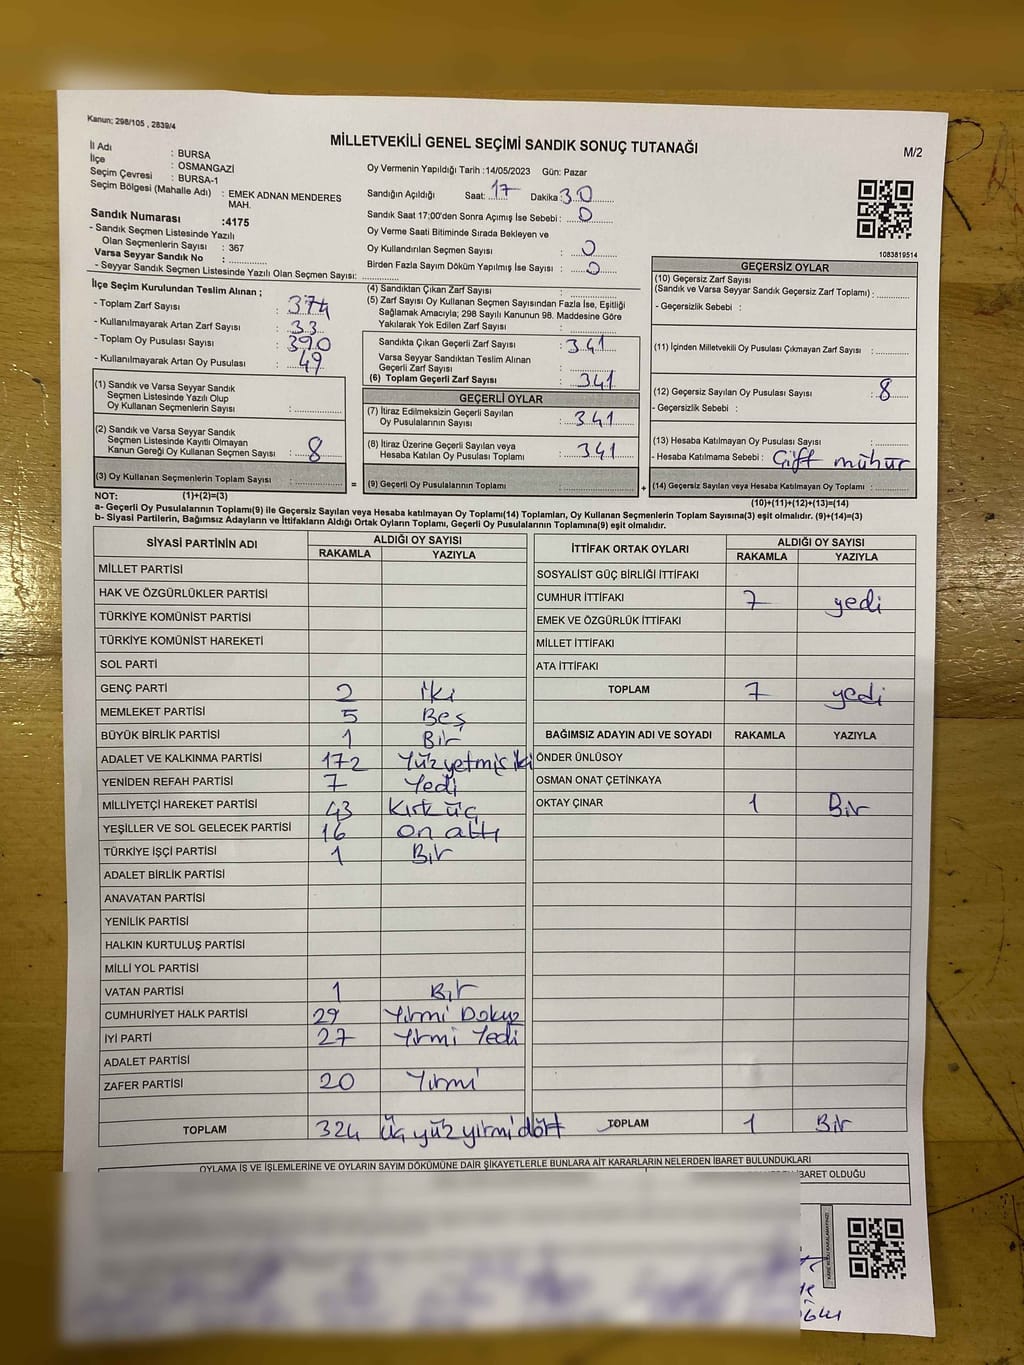 Kanun; 298/105 , 2839/4
MİLLETVEKİLİ GENEL SEÇİMİ SANDIK SONUÇ TUTANAĞI
M/2
İl Adı : BURSA
İlçe : OSMANGAZİ
Seçim Çevresi : BURSA-1
Seçim Bölgesi (Mahalle Adı) : EMEK ADNAN MENDERES
MAH.
Sandık Numarası :4175
- Sandık Seçmen Listesinde Yazılı
Olan Seçmenlerin Sayısı : 367
Varsa Seyyar Sandık No :
- Seyyar Sandık Seçmen Listesinde Yazılı Olan Seçmen Sayısı:
Oy Vermenin Yapıldığı Tarih :14/05/2023 Gün: Pazar
Sandığın Açıldığı Saat: 17 Dakika: 30
Sandık Saat 17:00'den Sonra Açımış İse Sebebi : 0
Oy Verme Saati Bitiminde Sırada Bekleyen ve
Oy Kullandırılan Seçmen Sayısı : 0
Birden Fazla Sayım Döküm Yapılmış İse Sayısı : 0
1083819514
İlçe Seçim Kurulundan Teslim Alınan ;
- Toplam Zarf Sayısı : 374
- Kullanılmayarak Artan Zarf Sayısı : 33
- Toplam Oy Pusulası Sayısı : 390
- Kullanılmayarak Artan Oy Pusulası : 49
(1) Sandık ve Varsa Seyyar Sandık
Seçmen Listesinde Yazılı Olup
Oy Kullanan Seçmenlerin Sayısı :
(2) Sandık ve Varsa Seyyar Sandık
Seçmen Listesinde Kayıtlı Olmayan
Kanun Gereği Oy Kullanan Seçmen Sayısı : 8
(3) Oy Kullanan Seçmenlerin Toplam Sayısı : =
(4) Sandıktan Çıkan Zarf Sayısı :
(5) Zarf Sayısı Oy Kullanan Seçmen Sayısından Fazla İse, Eşitliği
Sağlamak Amacıyla; 298 Sayılı Kanunun 98. Maddesine Göre
Yakılarak Yok Edilen Zarf Sayısı :
Sandıkta Çıkan Geçerli Zarf Sayısı : 341
Varsa Seyyar Sandıktan Teslim Alınan
Geçerli Zarf Sayısı :
(6) Toplam Geçerli Zarf Sayısı : 341
GEÇERLİ OYLAR
(7) İtiraz Edilmeksizin Geçerli Sayılan
Oy Pusulalarının Sayısı : 341
(8) İtiraz Üzerine Geçerli Sayılan veya
Hesaba Katılan Oy Pusulası Toplamı : 341
(9) Geçerli Oy Pusulalarının Toplamı : +
GEÇERSİZ OYLAR
(10) Geçersiz Zarf Sayısı
(Sandık ve Varsa Seyyar Sandık Geçersiz Zarf Toplamı) :
- Geçersizlik Sebebi :
(11) İçinden Milletvekili Oy Pusulası Çıkmayan Zarf Sayısı :
(12) Geçersiz Sayılan Oy Pusulası Sayısı : 8
- Geçersizlik Sebebi :
(13) Hesaba Katılmayan Oy Pusulası Sayısı :
- Hesaba Katılmama Sebebi : Çift mühür
(14) Geçersiz Sayılan veya Hesaba Katılmayan Oy Toplamı :
NOT: (1)+(2)=(3)
(10)+(11)+(12)+(13)=(14)
a- Geçerli Oy Pusulalarının Toplamı(9) ile Geçersiz Sayılan veya Hesaba Katılmayan Oy Toplamı(14) Toplamları, Oy Kullanan Seçmenlerin Toplam Sayısına(3) eşit olmalıdır. (9)+(14)=(3)
b- Siyasi Partilerin, Bağımsız Adayların ve İttifakların Aldığı Ortak Oyların Toplamı, Geçerli Oy Pusulalarının Toplamına(9) eşit olmalıdır.
SİYASİ PARTİNİN ADI ALDIĞI OY SAYISI
RAKAMLA YAZIYLA
MİLLET PARTİSİ
HAK VE ÖZGÜRLÜKLER PARTİSİ
TÜRKİYE KOMÜNİST PARTİSİ
TÜRKİYE KOMÜNİST HAREKETİ
SOL PARTİ
GENÇ PARTİ 2 iki
MEMLEKET PARTİSİ 5 Beş
BÜYÜK BİRLİK PARTİSİ 1 Bir
ADALET VE KALKINMA PARTİSİ 172 Yüz yetmiş iki
YENİDEN REFAH PARTİSİ 7 Yedi
MİLLİYETÇİ HAREKET PARTİSİ 43 Kırk üç
YEŞİLLER VE SOL GELECEK PARTİSİ 16 on altı
TÜRKİYE İŞÇİ PARTİSİ 1 Bir
ADALET BİRLİK PARTİSİ
ANAVATAN PARTİSİ
YENİLİK PARTİSİ
HALKIN KURTULUŞ PARTİSİ
MİLLİ YOL PARTİSİ
VATAN PARTİSİ 1 Bir
CUMHURİYET HALK PARTİSİ 29 Yirmi Dokuz
İYİ PARTİ 27 Yirmi Yedi
ADALET PARTİSİ
ZAFER PARTİSİ 20 Yirmi
TOPLAM 324 üç yüz yirmi dört
İTTİFAK ORTAK OYLARI ALDIĞI OY SAYISI
RAKAMLA YAZIYLA
SOSYALİST GÜÇ BİRLİĞİ İTTİFAKI
CUMHUR İTTİFAKI 7 yedi
EMEK VE ÖZGÜRLÜK İTTİFAKI
MİLLET İTTİFAKI
ATA İTTİFAKI
TOPLAM 7 yedi
BAĞIMSIZ ADAYIN ADI VE SOYADI RAKAMLA YAZIYLA
ÖNDER ÜNLÜSOY
OSMAN ONAT ÇETİNKAYA
OKTAY ÇINAR 1 Bir
TOPLAM 1 Bir
OYLAMA İŞ VE İŞLEMLERİNE VE OYLARIN SAYIM DÖKÜMÜNE DAİR ŞİKAYETLERLE BUNLARA AİT KARARLARIN NELERDEN İBARET BULUNDUKLARI
İBARET OLDUĞU